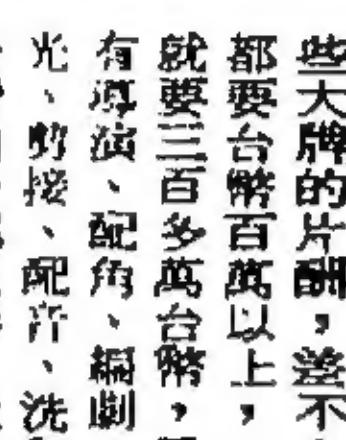 些大牌的片酬，差不
都要台幣百萬以上，
就要三百多萬台幣，
有導演、配角、編劇
光、剪接、配音、洗